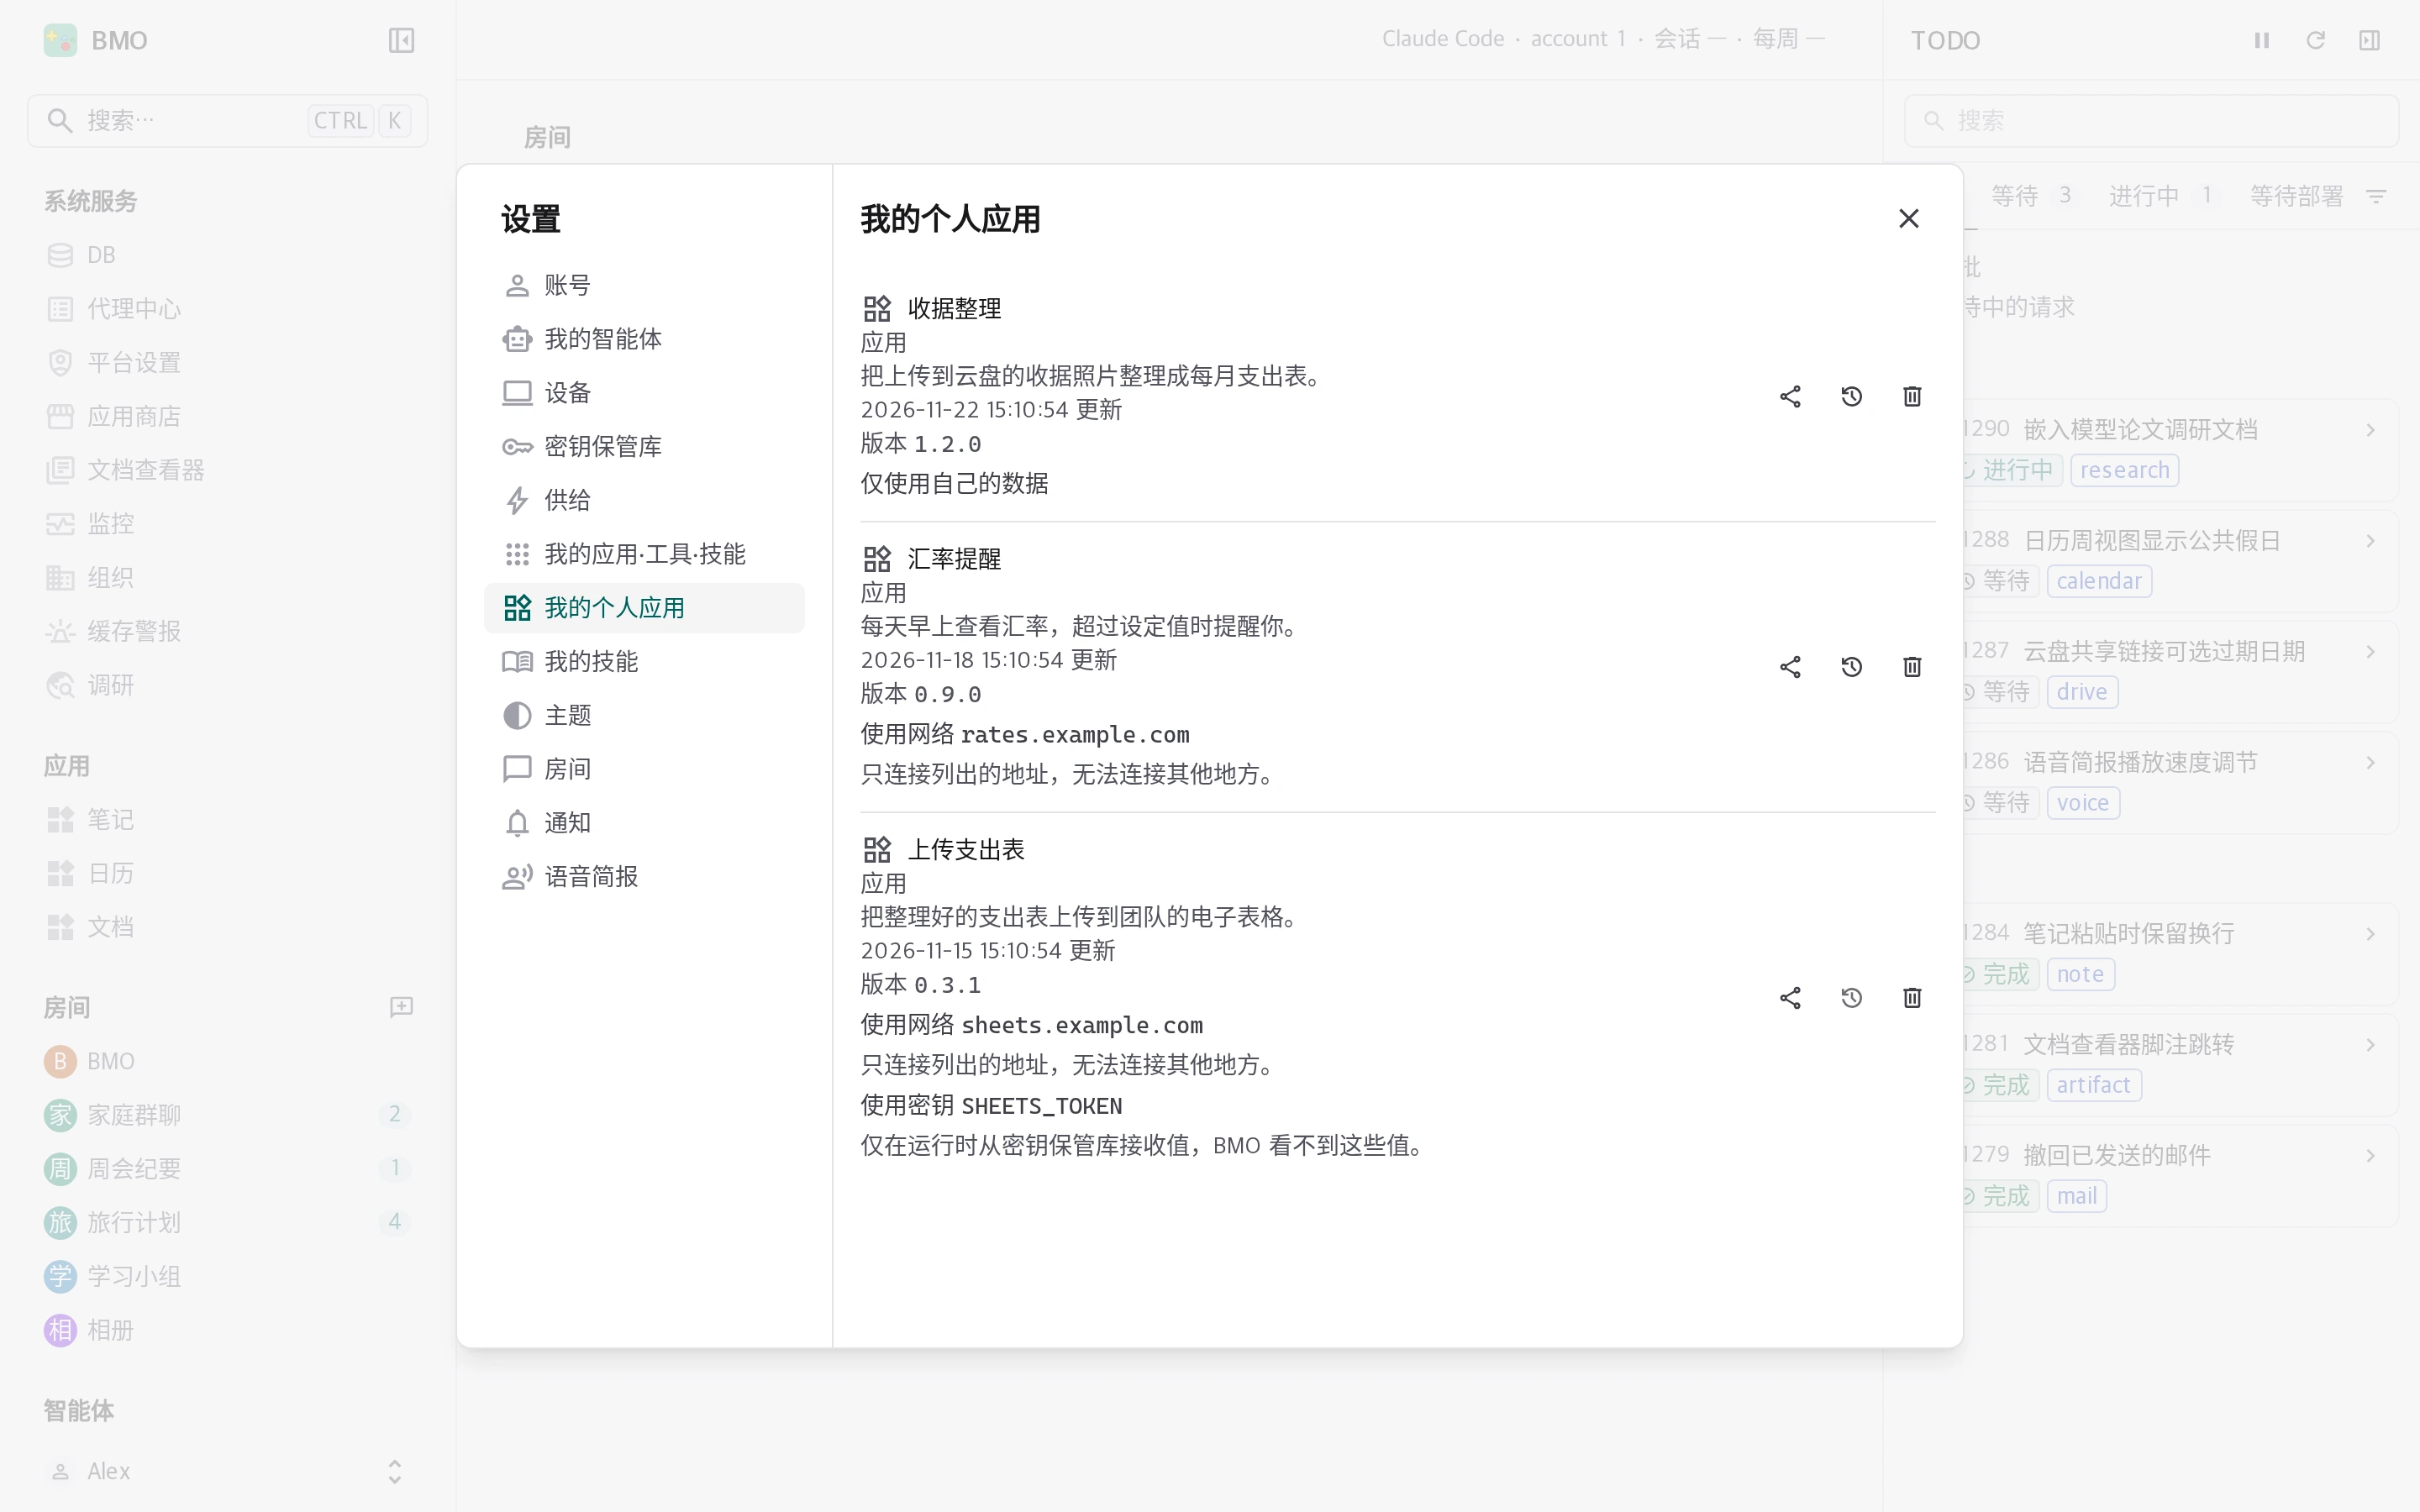 BMO
搜索…
CTRL K
系统服务
DB
代理中心
平台设置
应用商店
文档查看器
监控
组织
缓存警报
调研
应用
笔记
日历
文档
房间
B BMO
家 家庭群聊 2
周 周会纪要 1
旅 旅行计划 4
学 学习小组
相 相册
智能体
Alex
Claude Code · account 1 · 会话 — · 每周 —
房间
设置
账号
我的智能体
设备
密钥保管库
供给
我的应用·工具·技能
我的个人应用
我的技能
主题
房间
通知
语音简报
我的个人应用
收据整理
应用
把上传到云盘的收据照片整理成每月支出表。
2026-11-22 15:10:54 更新
版本 1.2.0
仅使用自己的数据
汇率提醒
应用
每天早上查看汇率，超过设定值时提醒你。
2026-11-18 15:10:54 更新
版本 0.9.0
使用网络 rates.example.com
只连接列出的地址，无法连接其他地方。
上传支出表
应用
把整理好的支出表上传到团队的电子表格。
2026-11-15 15:10:54 更新
版本 0.3.1
使用网络 sheets.example.com
只连接列出的地址，无法连接其他地方。
使用密钥 SHEETS_TOKEN
仅在运行时从密钥保管库接收值，BMO 看不到这些值。
TODO
搜索
等待 3 进行中 1 等待部署
批
待中的请求
1290 嵌入模型论文调研文档
进行中 research
1288 日历周视图显示公共假日
等待 calendar
1287 云盘共享链接可选过期日期
等待 drive
1286 语音简报播放速度调节
等待 voice
1284 笔记粘贴时保留换行
完成 note
1281 文档查看器脚注跳转
完成 artifact
1279 撤回已发送的邮件
完成 mail